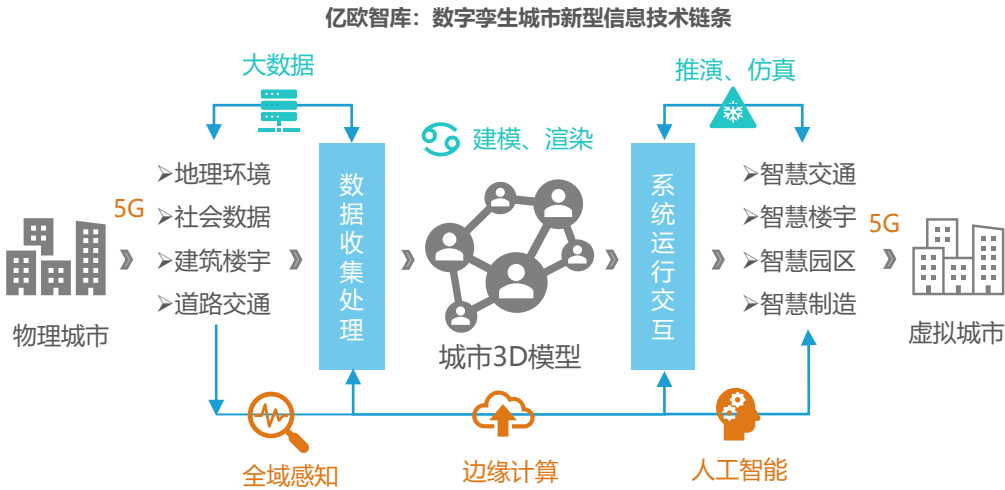 亿欧智库：数字孪生城市新型信息技术链条
大数据
推演、仿真
建模、渲染
5G
物理城市
➢地理环境
➢社会数据
➢建筑楼宇
➢道路交通
数据收集处理
城市3D模型
系统运行交互
➢智慧交通
➢智慧楼宇
➢智慧园区
➢智慧制造
5G
虚拟城市
全域感知
边缘计算
人工智能